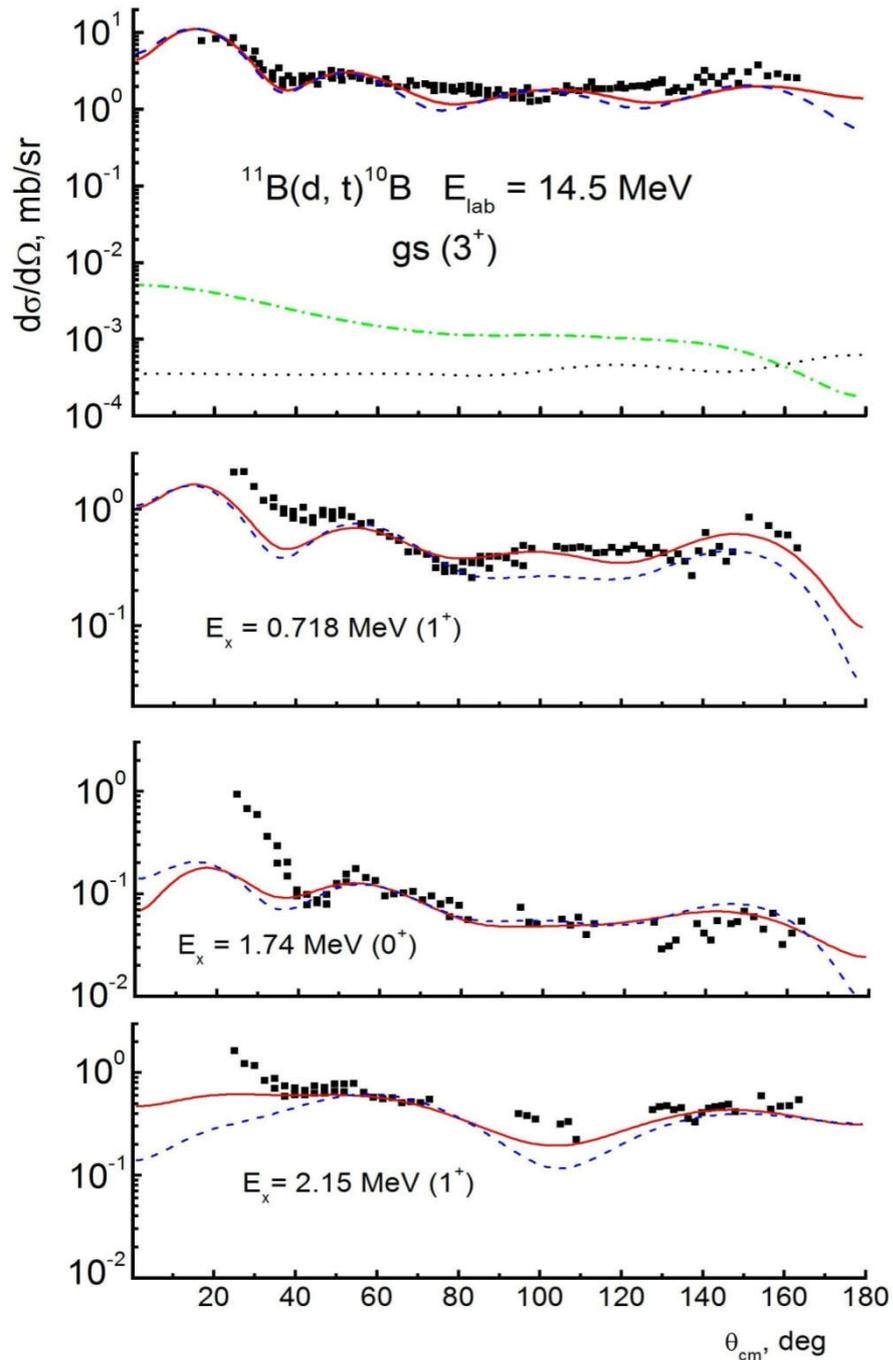 dσ/dΩ, mb/sr
10¹
10⁰
10⁻¹
10⁻²
10⁻³
10⁻⁴
¹¹B(d, t)¹⁰B E_lab = 14.5 MeV
gs (3⁺)
10⁰
10⁻¹
E_x = 0.718 MeV (1⁺)
10⁰
10⁻¹
10⁻²
E_x = 1.74 MeV (0⁺)
10⁰
10⁻¹
10⁻²
E_x = 2.15 MeV (1⁺)
20 40 60 80 100 120 140 160 180
θ_cm, deg